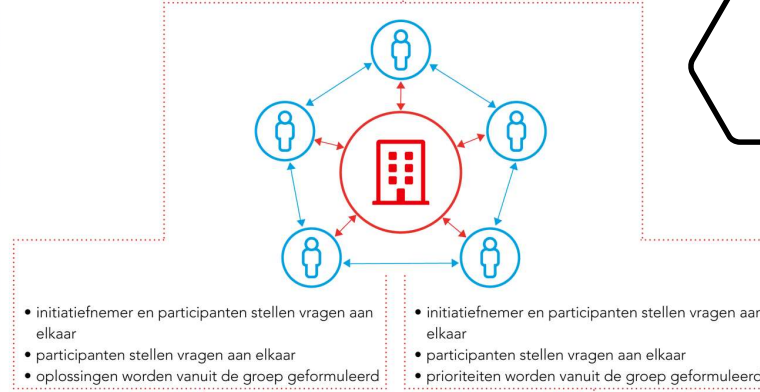 • initiatiefnemer en participanten stellen vragen aan
elkaar
• participanten stellen vragen aan elkaar
• oplossingen worden vanuit de groep geformuleerd
• initiatiefnemer en participanten stellen vragen aan
elkaar
• participanten stellen vragen aan elkaar
• prioriteiten worden vanuit de groep geformuleerd